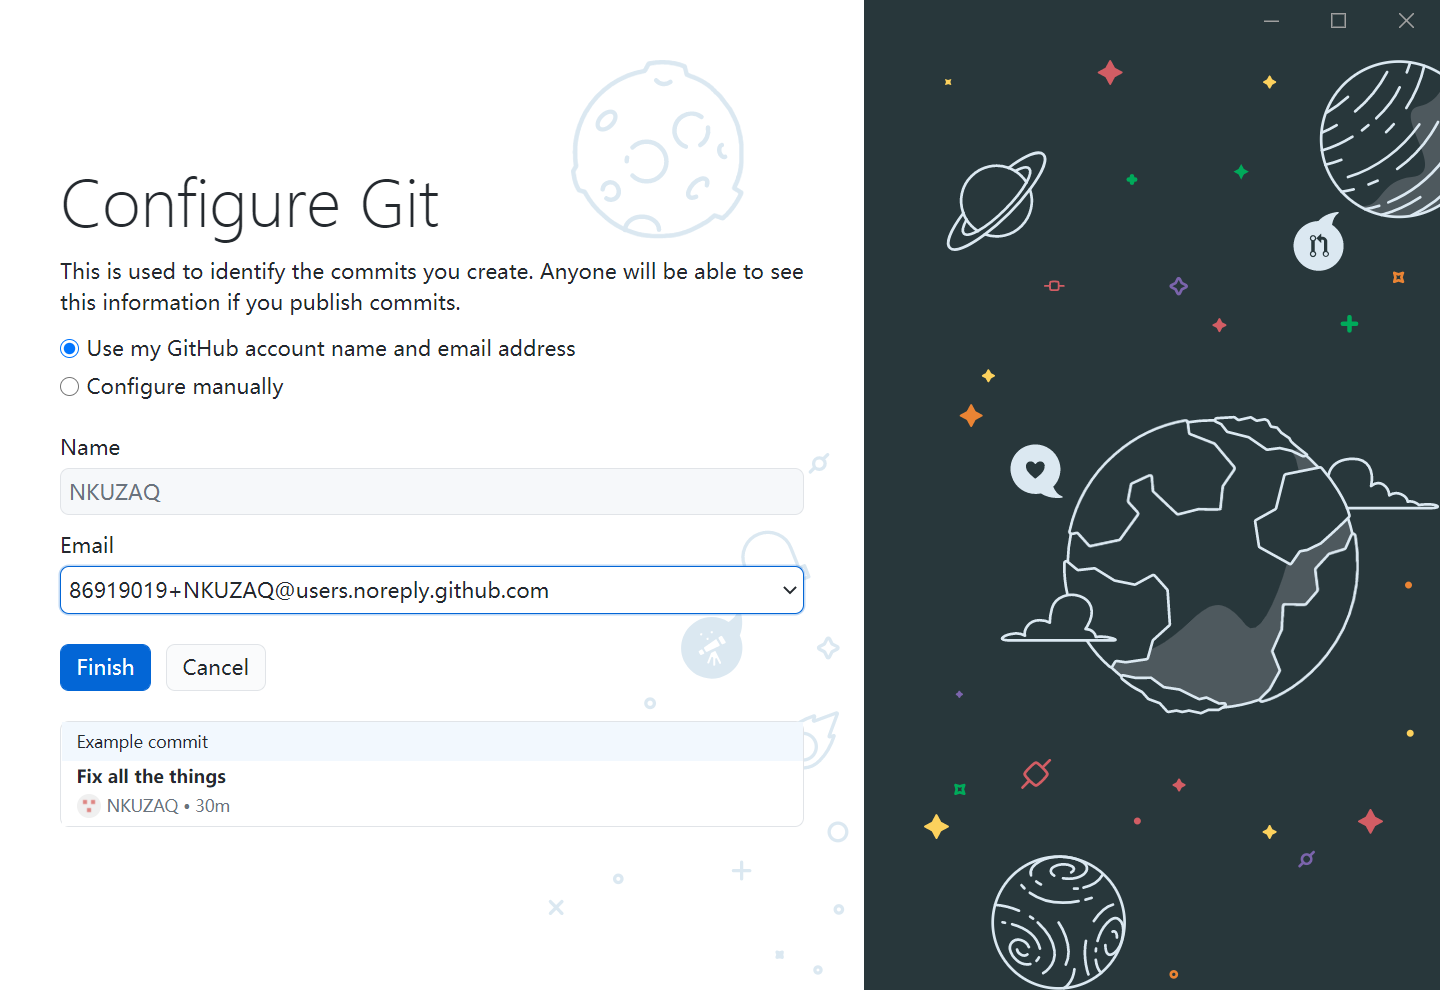 Configure Git
This is used to identify the commits you create. Anyone will be able to see
this information if you publish commits.
Use my GitHub account name and email address
Configure manually
Name
NKUZAQ
Email
86919019+NKUZAQ@users.noreply.github.com
Finish
Cancel
Example commit
Fix all the things
NKUZAQ • 30m